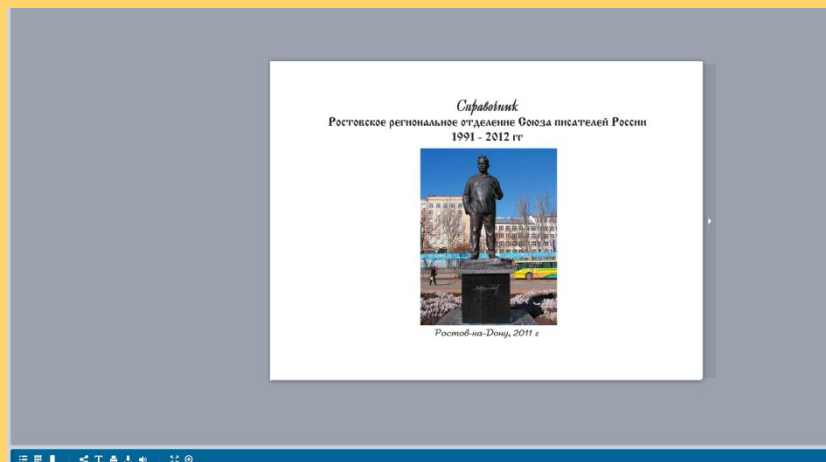 Справочник
Ростовское региональное отделение Союза писателей России
1991 - 2012 гг
Ростов-на-Дону, 2011 г